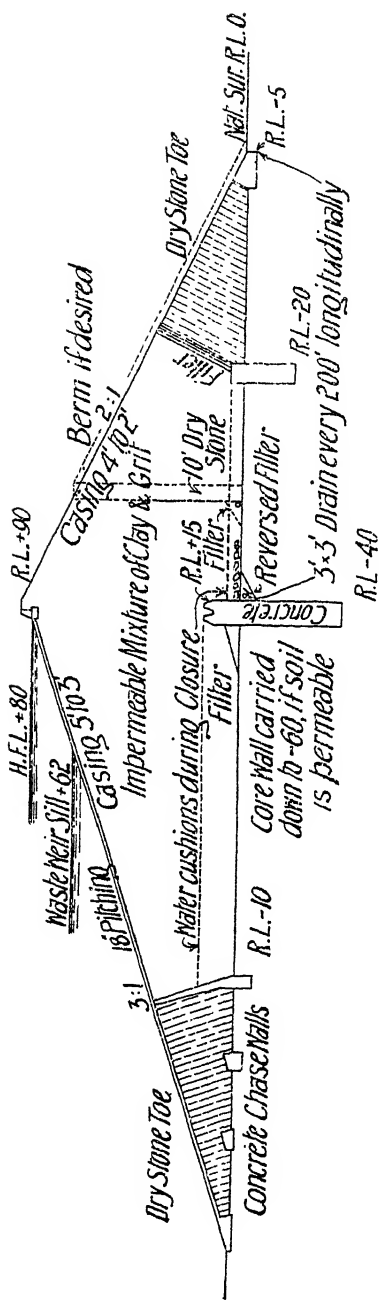 R.L.+90
H.F.L.+80
Waste Weir Sill +62
Casing 5' to 3'
18" Pitching
3:1
Dry Stone Toe
Berm if desired
2:1
Casing 4' to 2'
Impermeable Mixture of Clay & Grit
Dry Stone Toe
Nat. Sur. R.L.O.
Water cushions during Closure
R.L.+15
Filter
Filter
10' Dry
Stone
Filter
Reversed Filter
Concrete
R.L.-10
Concrete Chase Walls
Core Wall carried
down to -60, if soil
is permeable
R.L.-40
3'×3' Drain every 200' longitudinally
R.L.-20
R.L.-5